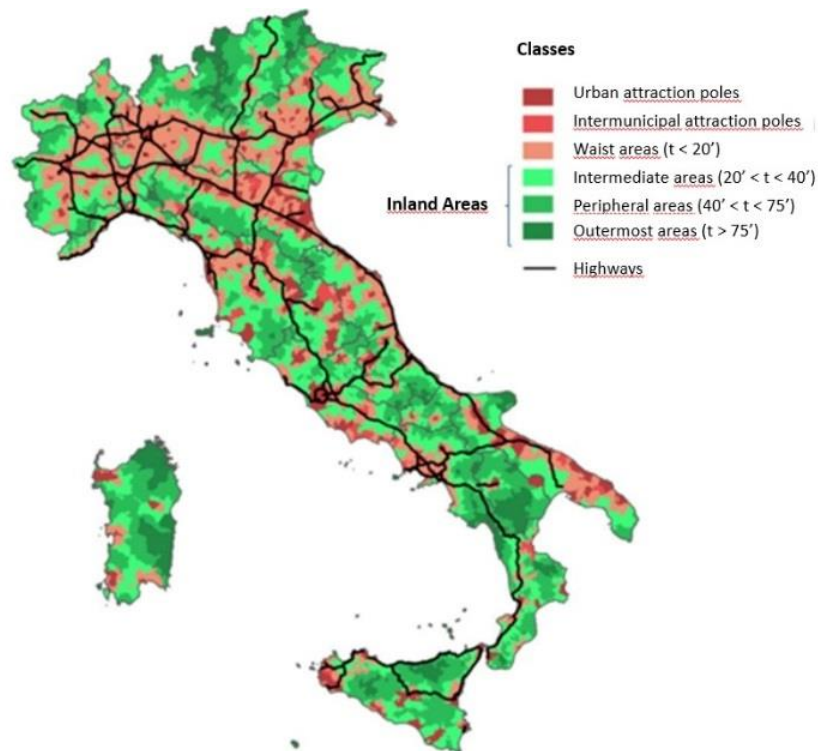 Classes
Urban attraction poles
Intermunicipal attraction poles
Waist areas (t < 20’)
Intermediate areas (20’ < t < 40’)
Inland Areas
Peripheral areas (40’ < t < 75’)
Outermost areas (t > 75’)
Highways